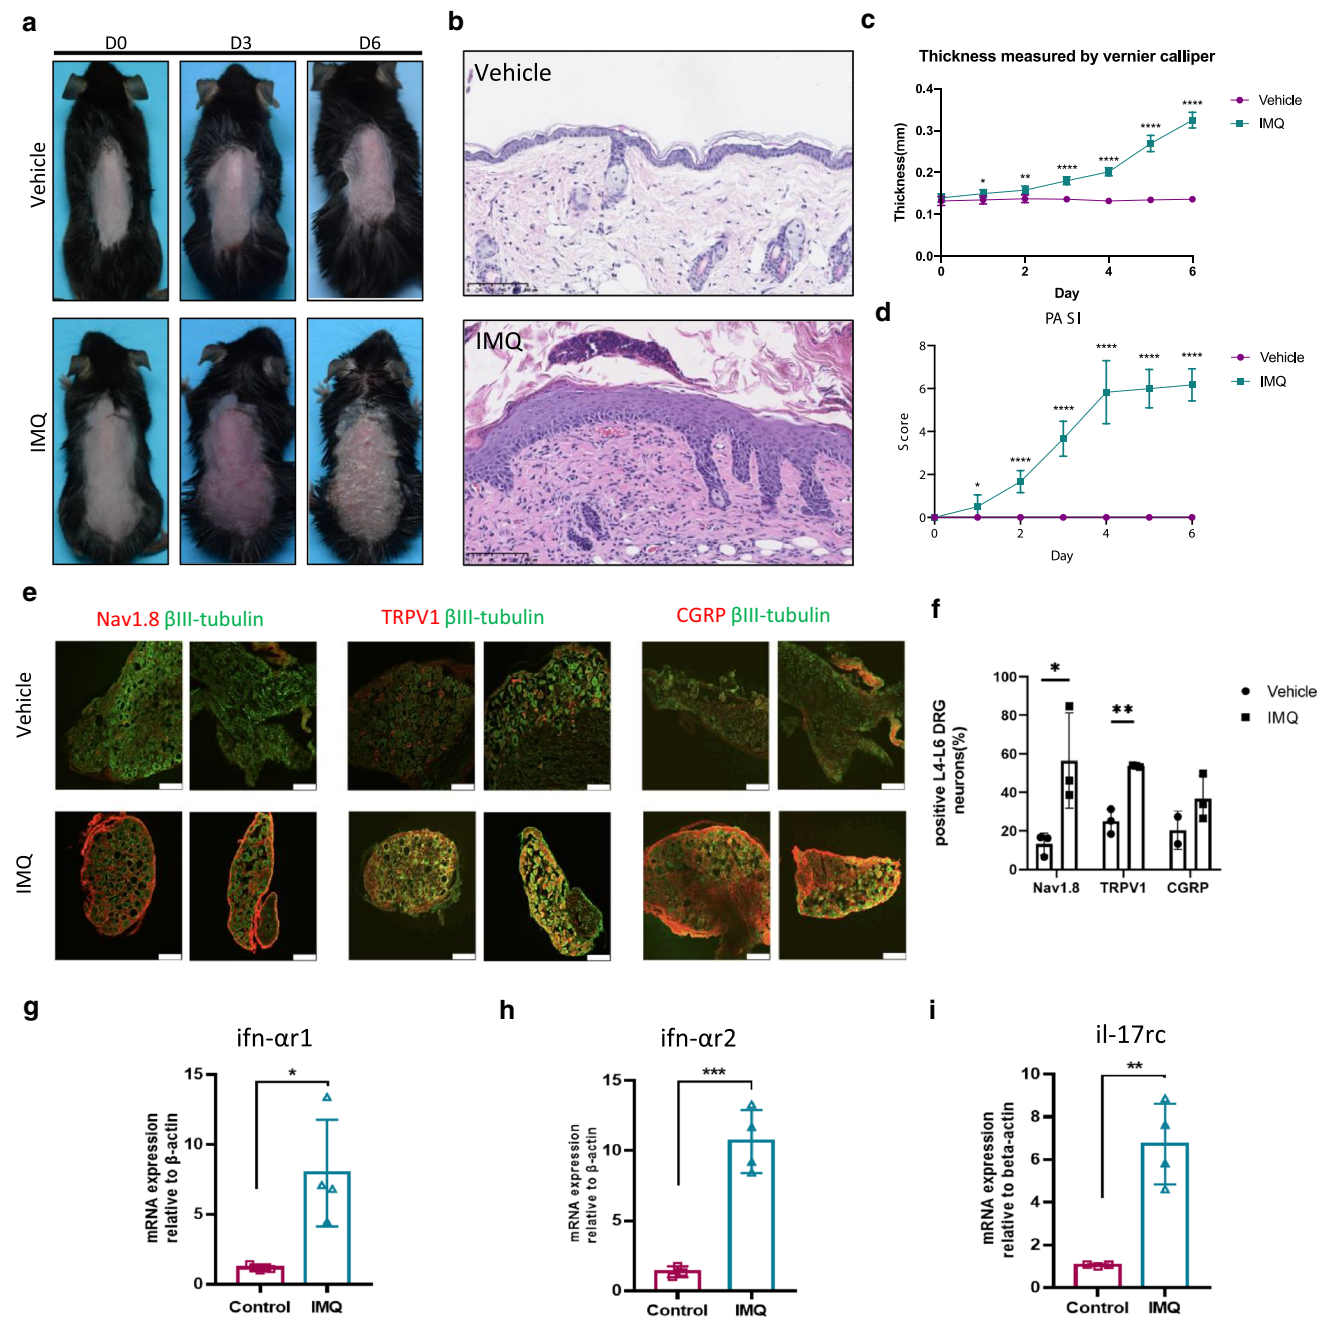 a
D0 D3 D6
Vehicle
IMQ
b
Vehicle
IMQ
c
Thickness measured by vernier calliper
Thickness(mm)
0.4
0.3
0.2
0.1
0.0
* ** **** **** **** ****
0 2 4 6
Day
Vehicle
IMQ
d
PA SI
Score
8
6
4
2
0
* **** **** **** **** ****
0 2 4 6
Day
Vehicle
IMQ
e
Nav1.8 βIII-tubulin TRPV1 βIII-tubulin CGRP βIII-tubulin
Vehicle
IMQ
f
positive L4-L6 DRG
neurons(%)
100
80
60
40
20
0
* **
Nav1.8 TRPV1 CGRP
Vehicle
IMQ
g
ifn-αr1
mRNA expression
relative to β-actin
15
10
5
0
*
Control IMQ
h
ifn-αr2
mRNA expression
relative to β-actin
15
10
5
0
***
Control IMQ
i
il-17rc
mRNA expression
relative to beta-actin
10
8
6
4
2
0
**
Control IMQ